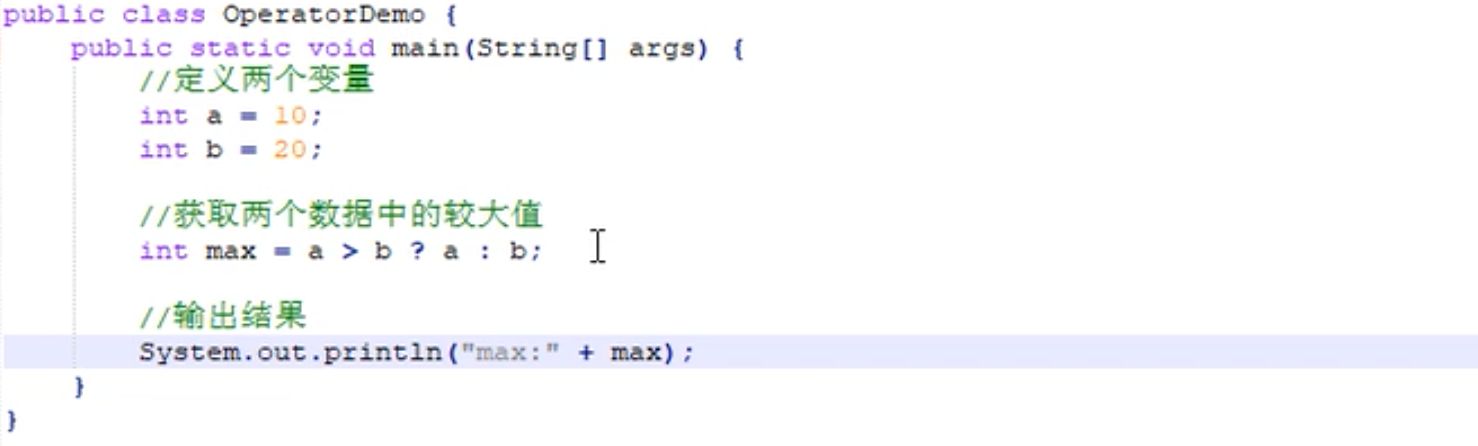 public class OperatorDemo {
public static void main(String[] args) {
//定义两个变量
int a = 10;
int b = 20;
//获取两个数据中的较大值
int max = a > b ? a : b;
//输出结果
System.out.println("max:" + max);
}
}